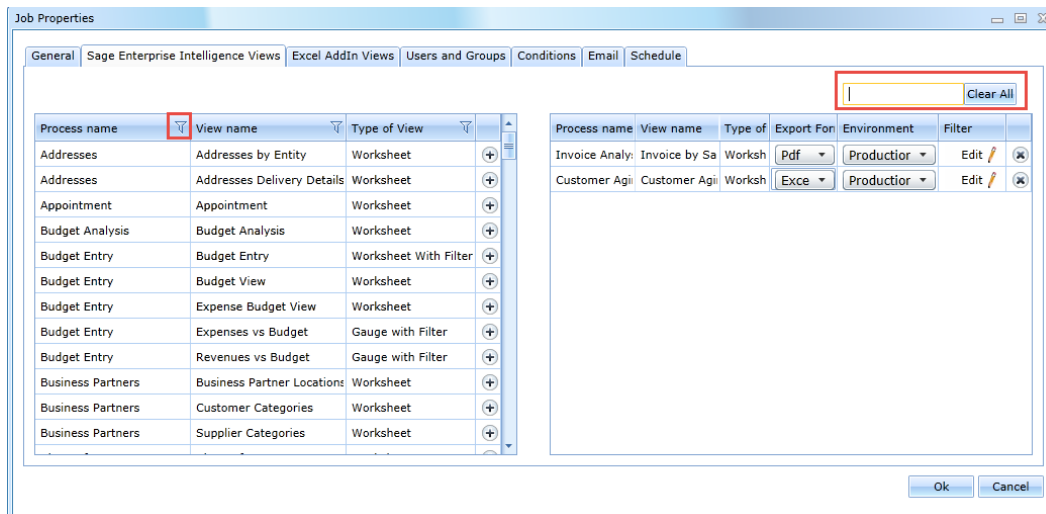 Job Properties
General Sage Enterprise Intelligence Views Excel AddIn Views Users and Groups Conditions Email Schedule
Clear All
Process name View name Type of View
Addresses Addresses by Entity Worksheet
Addresses Addresses Delivery Details Worksheet
Appointment Appointment Worksheet
Budget Analysis Budget Analysis Worksheet
Budget Entry Budget Entry Worksheet With Filter
Budget Entry Budget View Worksheet
Budget Entry Expense Budget View Worksheet
Budget Entry Expenses vs Budget Gauge with Filter
Budget Entry Revenues vs Budget Gauge with Filter
Business Partners Business Partner Locations Worksheet
Business Partners Customer Categories Worksheet
Business Partners Supplier Categories Worksheet
Process name View name Type of Export For Environment Filter
Invoice Analy Invoice by Sa Worksh Pdf Production Edit
Customer Agi Customer Agi Worksh Exce Production Edit
Ok Cancel